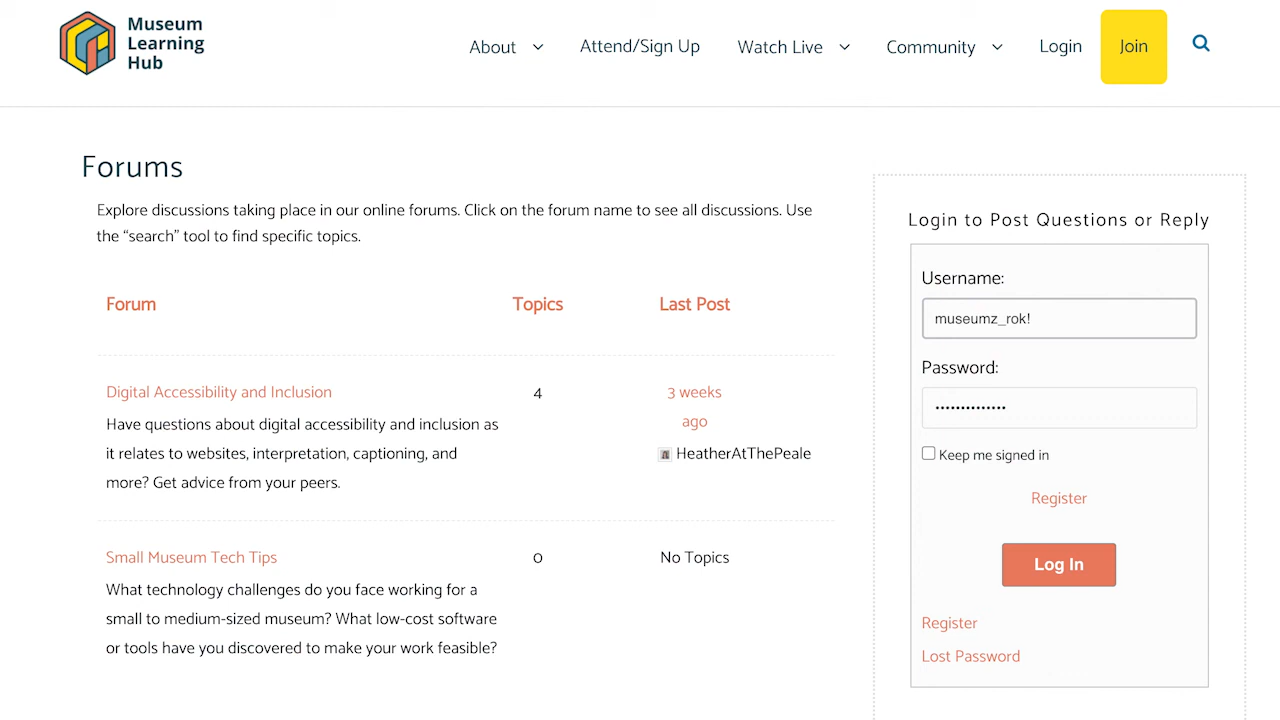 Museum
Learning
Hub
About
Attend/Sign Up
Watch Live
Community
Login
Join
Forums
Explore discussions taking place in our online forums. Click on the forum name to see all discussions. Use
the “search” tool to find specific topics.
Forum Topics Last Post
Digital Accessibility and Inclusion 4 3 weeks
ago
Have questions about digital accessibility and inclusion as
it relates to websites, interpretation, captioning, and
more? Get advice from your peers.
HeatherAtThePeale
Small Museum Tech Tips 0 No Topics
What technology challenges do you face working for a
small to medium-sized museum? What low-cost software
or tools have you discovered to make your work feasible?
Login to Post Questions or Reply
Username:
museumz_rok!
Password:
••••••••••••••
Keep me signed in
Register
Log In
Register
Lost Password